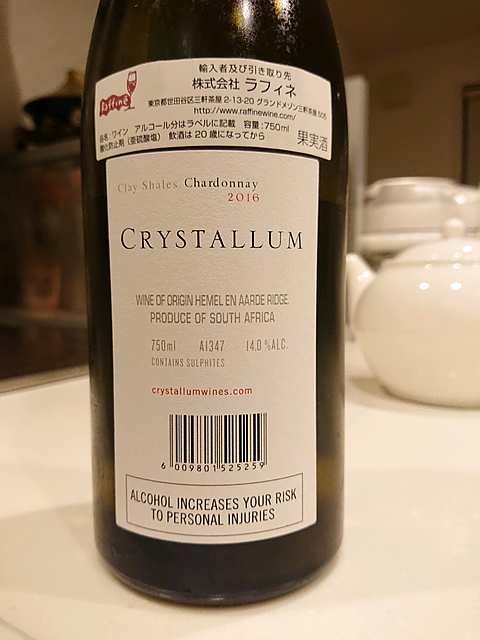 輸入者及び引き取り先
raffiné
株式会社 ラフィネ
東京都世田谷区三軒茶屋 2-13-20 グランドメゾン三軒茶屋 505
http://www.raffinewine.com/
品名:ワイン アルコール分はラベルに記載 容量:750ml
酸化防止剤(亜硫酸塩) 飲酒は20歳になってから
果実酒
Clay Shales. Chardonnay
2016
CRYSTALLUM
WINE OF ORIGIN HEMEL EN AARDE RIDGE
PRODUCE OF SOUTH AFRICA
750ml A1347 14.0 %ALC.
CONTAINS SULPHITES
crystallumwines.com
6 009801 525259
ALCOHOL INCREASES YOUR RISK
TO PERSONAL INJURIES